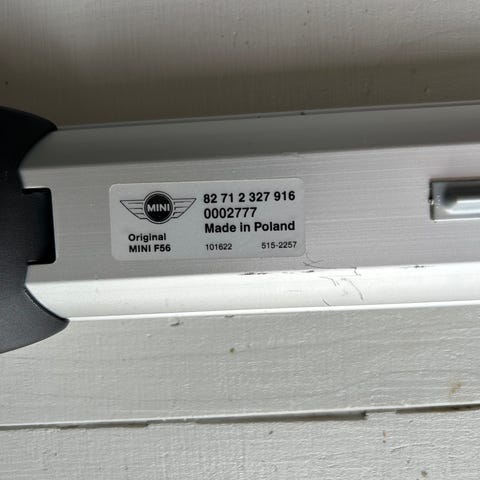 MINI
82 71 2 327 916
0002777
Made in Poland
Original
MINI F56
101622 515-2257